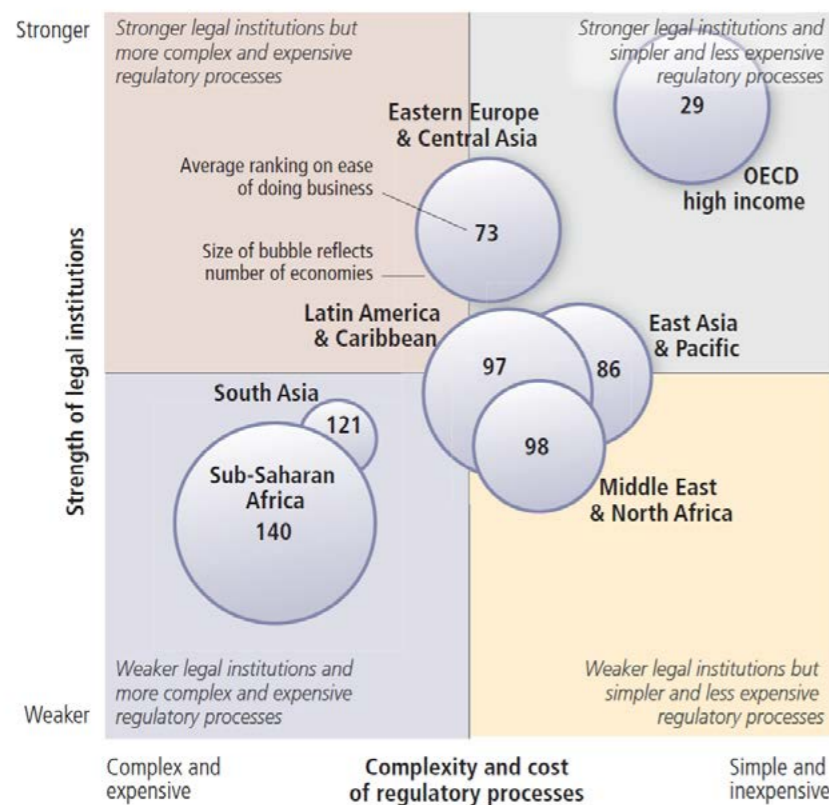 Stronger
Stronger legal institutions but
more complex and expensive
regulatory processes
Stronger legal institutions and
simpler and less expensive
regulatory processes
29
OECD
high income
Eastern Europe
& Central Asia
Average ranking on ease
of doing business
73
Size of bubble reflects
number of economies
Latin America
& Caribbean
97
East Asia
& Pacific
86
South Asia
121
Sub-Saharan
Africa
140
98
Middle East
& North Africa
Strength of legal institutions
Weaker legal institutions and
more complex and expensive
regulatory processes
Weaker legal institutions but
simpler and less expensive
regulatory processes
Weaker
Complex and
expensive
Complexity and cost
of regulatory processes
Simple and
inexpensive